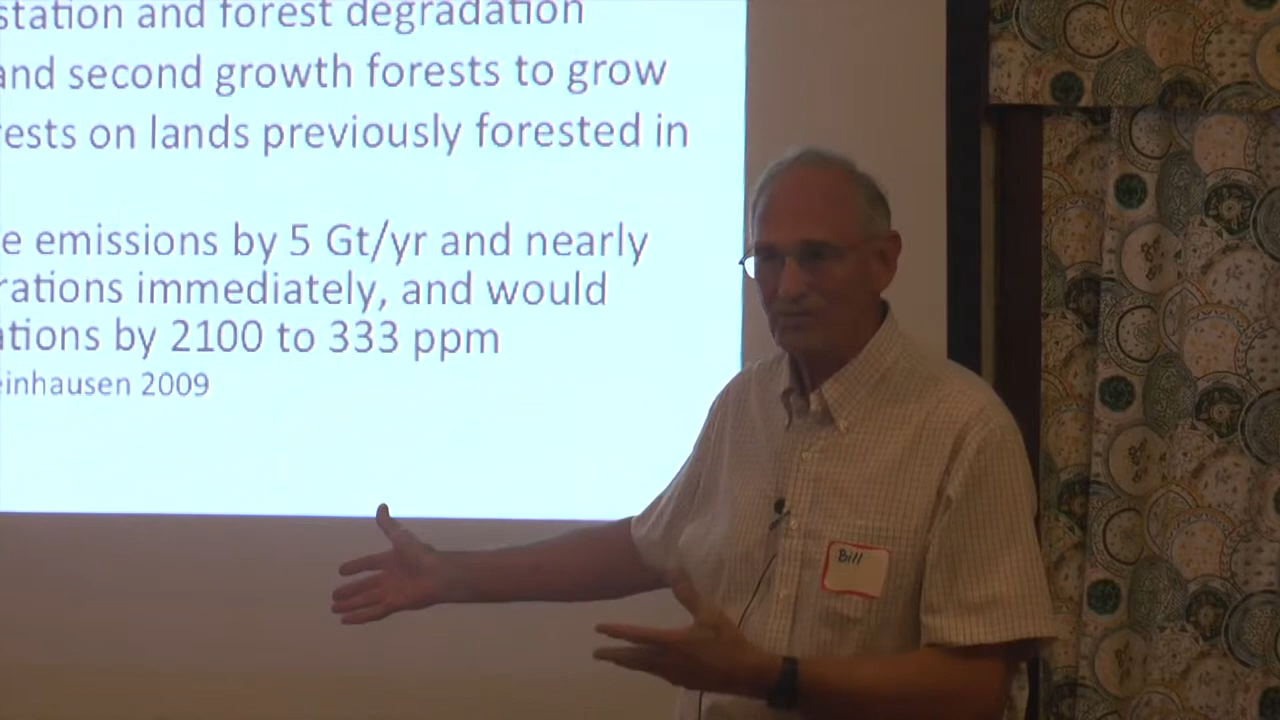 station and forest degradation
and second growth forests to grow
ests on lands previously forested in
e emissions by 5 Gt/yr and nearly
rations immediately, and would
ations by 2100 to 333 ppm
einhausen 2009
Bill